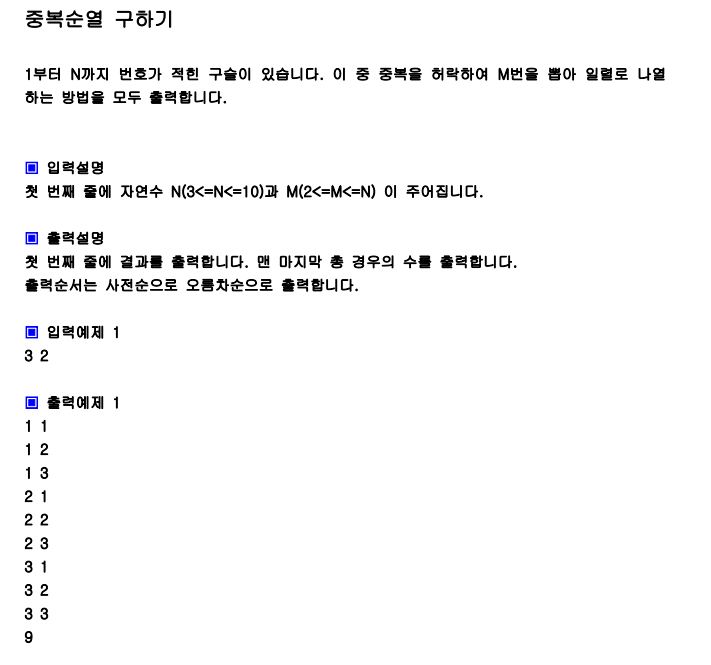 중복순열 구하기
1부터 N까지 번호가 적힌 구슬이 있습니다. 이 중 중복을 허락하여 M번을 뽑아 일렬로 나열
하는 방법을 모두 출력합니다.
▣ 입력설명
첫 번째 줄에 자연수 N(3<=N<=10)과 M(2<=M<=N) 이 주어집니다.
▣ 출력설명
첫 번째 줄에 결과를 출력합니다. 맨 마지막 총 경우의 수를 출력합니다.
출력순서는 사전순으로 오름차순으로 출력합니다.
▣ 입력예제 1
3 2
▣ 출력예제 1
1 1
1 2
1 3
2 1
2 2
2 3
3 1
3 2
3 3
9